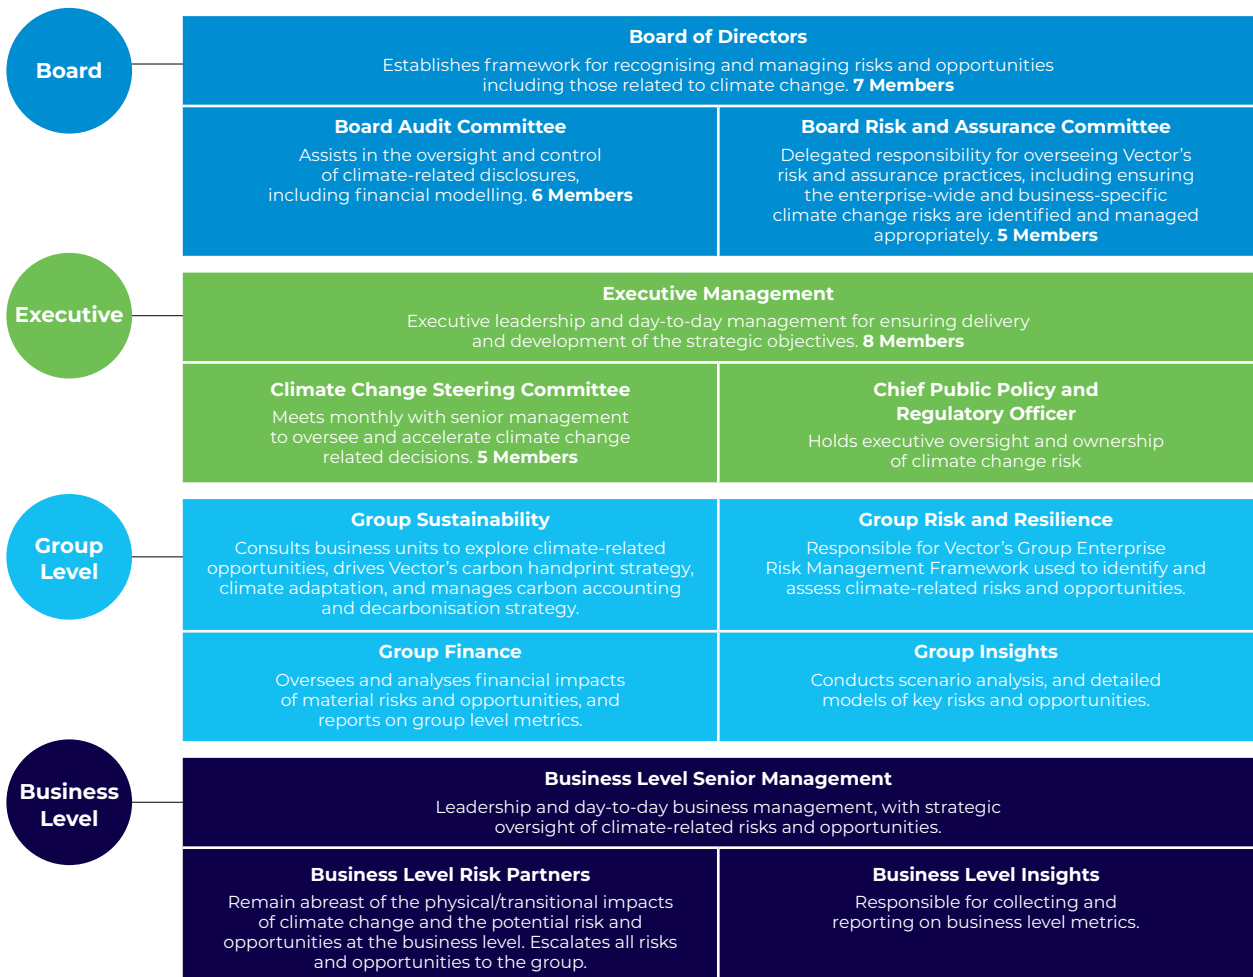 Board
Board of Directors
Establishes framework for recognising and managing risks and opportunities
including those related to climate change. 7 Members
Board Audit Committee
Assists in the oversight and control
of climate-related disclosures,
including financial modelling. 6 Members
Board Risk and Assurance Committee
Delegated responsibility for overseeing Vector's
risk and assurance practices, including ensuring
the enterprise-wide and business-specific
climate change risks are identified and managed
appropriately. 5 Members
Executive
Executive Management
Executive leadership and day-to-day management for ensuring delivery
and development of the strategic objectives. 8 Members
Climate Change Steering Committee
Meets monthly with senior management
to oversee and accelerate climate change
related decisions. 5 Members
Chief Public Policy and
Regulatory Officer
Holds executive oversight and ownership
of climate change risk
Group
Level
Group Sustainability
Consults business units to explore climate-related
opportunities, drives Vector's carbon handprint strategy,
climate adaptation, and manages carbon accounting
and decarbonisation strategy.
Group Risk and Resilience
Responsible for Vector's Group Enterprise
Risk Management Framework used to identify and
assess climate-related risks and opportunities.
Group Finance
Oversees and analyses financial impacts
of material risks and opportunities, and
reports on group level metrics.
Group Insights
Conducts scenario analysis, and detailed
models of key risks and opportunities.
Business
Level
Business Level Senior Management
Leadership and day-to-day business management, with strategic
oversight of climate-related risks and opportunities.
Business Level Risk Partners
Remain abreast of the physical/transitional impacts
of climate change and the potential risk and
opportunities at the business level. Escalates all risks
and opportunities to the group.
Business Level Insights
Responsible for collecting and
reporting on business level metrics.